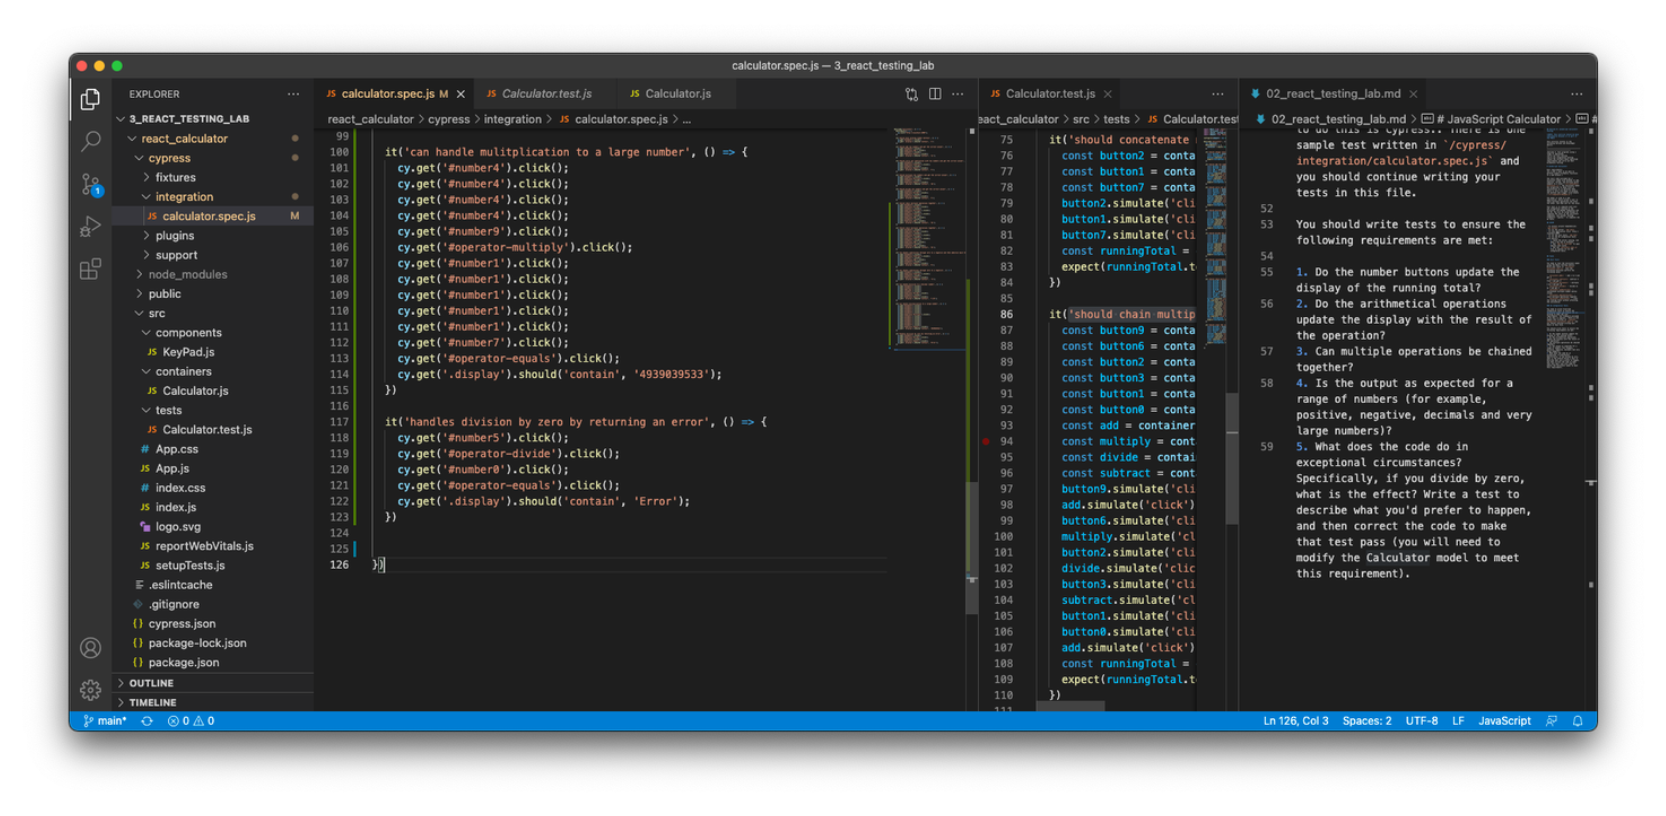 calculator.spec.js — 3_react_testing_lab
EXPLORER
3_REACT_TESTING_LAB
react_calculator
cypress
fixtures
integration
JS calculator.spec.js M
plugins
support
node_modules
public
src
components
JS KeyPad.js
containers
JS Calculator.js
tests
JS Calculator.test.js
# App.css
JS App.js
# index.css
JS index.js
logo.svg
JS reportWebVitals.js
JS setupTests.js
.eslintcache
.gitignore
{} cypress.json
{} package-lock.json
{} package.json
OUTLINE
TIMELINE
1
JS calculator.spec.js M
JS Calculator.test.js
JS Calculator.js
react_calculator > cypress > integration > JS calculator.spec.js > ...
99
100 it('can handle mulitplication to a large number', () => {
101 cy.get('#number4').click();
102 cy.get('#number4').click();
103 cy.get('#number4').click();
104 cy.get('#number4').click();
105 cy.get('#number9').click();
106 cy.get('#operator-multiply').click();
107 cy.get('#number1').click();
108 cy.get('#number1').click();
109 cy.get('#number1').click();
110 cy.get('#number1').click();
111 cy.get('#number1').click();
112 cy.get('#number7').click();
113 cy.get('#operator-equals').click();
114 cy.get('.display').should('contain', '4939039533');
115 })
116
117 it('handles division by zero by returning an error', () => {
118 cy.get('#number5').click();
119 cy.get('#operator-divide').click();
120 cy.get('#number0').click();
121 cy.get('#operator-equals').click();
122 cy.get('.display').should('contain', 'Error');
123 })
124
125
126 })
JS Calculator.test.js
eact_calculator > src > tests > JS Calculator.test
75 it('should concatenate
76 const button2 = conta
77 const button1 = conta
78 const button7 = conta
79 button2.simulate('cli
80 button1.simulate('cli
81 button7.simulate('cli
82 const runningTotal =
83 expect(runningTotal.t
84 })
85
86 it('should chain multip
87 const button9 = conta
88 const button6 = conta
89 const button2 = conta
90 const button3 = conta
91 const button1 = conta
92 const button0 = conta
93 const add = container
94 const multiply = cont
95 const divide = contai
96 const subtract = cont
97 button9.simulate('cli
98 add.simulate('click')
99 button6.simulate('cli
100 multiply.simulate('cl
101 button2.simulate('cli
102 divide.simulate('clic
103 button3.simulate('cli
104 subtract.simulate('cl
105 button1.simulate('cli
106 button0.simulate('cli
107 add.simulate('click')
108 const runningTotal =
109 expect(runningTotal.t
110 })
111
02_react_testing_lab.md
02_react_testing_lab.md > # JavaScript Calculator > #
to do this is Cypress.. There is one
sample test written in `/cypress/
integration/calculator.spec.js` and
you should continue writing your
tests in this file.
52
53 You should write tests to ensure the
following requirements are met:
54
55 1. Do the number buttons update the
display of the running total?
56 2. Do the arithmetical operations
update the display with the result of
the operation?
57 3. Can multiple operations be chained
together?
58 4. Is the output as expected for a
range of numbers (for example,
positive, negative, decimals and very
large numbers)?
59 5. What does the code do in
exceptional circumstances?
Specifically, if you divide by zero,
what is the effect? Write a test to
describe what you'd prefer to happen,
and then correct the code to make
that test pass (you will need to
modify the Calculator model to meet
this requirement).
main* 0 0
Ln 126, Col 3 Spaces: 2 UTF-8 LF JavaScript